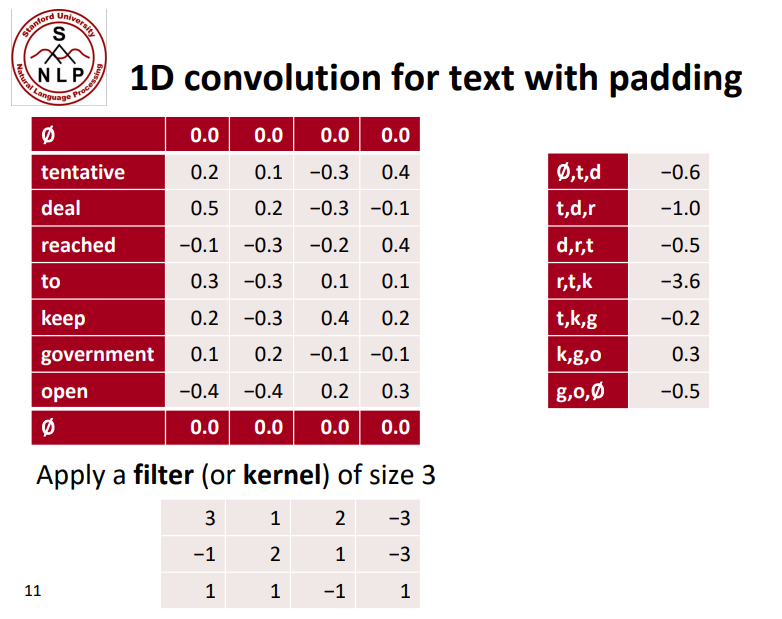 Stanford University
S
N L P
Natural Language Processing
1D convolution for text with padding
Ø 0.0 0.0 0.0 0.0
tentative 0.2 0.1 −0.3 0.4
deal 0.5 0.2 −0.3 −0.1
reached −0.1 −0.3 −0.2 0.4
to 0.3 −0.3 0.1 0.1
keep 0.2 −0.3 0.4 0.2
government 0.1 0.2 −0.1 −0.1
open −0.4 −0.4 0.2 0.3
Ø 0.0 0.0 0.0 0.0
Ø,t,d −0.6
t,d,r −1.0
d,r,t −0.5
r,t,k −3.6
t,k,g −0.2
k,g,o 0.3
g,o,Ø −0.5
Apply a filter (or kernel) of size 3
3 1 2 −3
−1 2 1 −3
1 1 −1 1
11